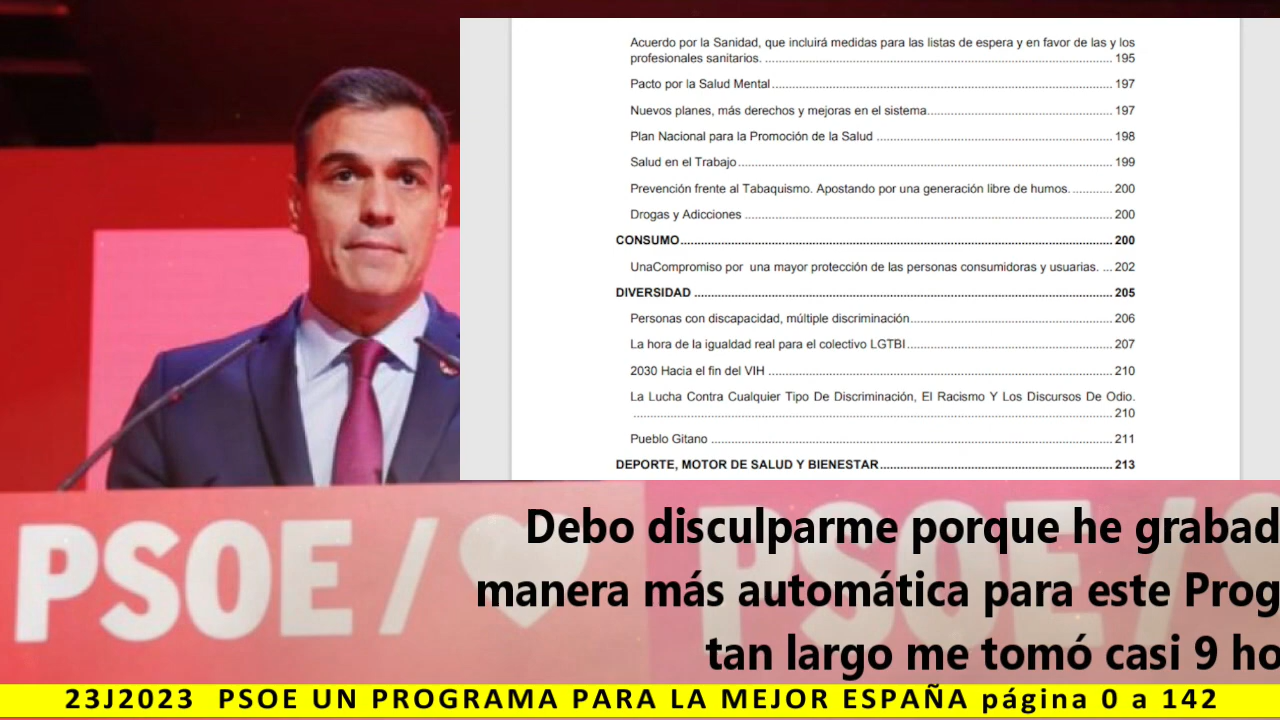 Acuerdo por la Sanidad, que incluirá medidas para las listas de espera y en favor de las y los
profesionales sanitarios. ........ 195
Pacto por la Salud Mental ........ 197
Nuevos planes, más derechos y mejoras en el sistema ........ 197
Plan Nacional para la Promoción de la Salud ........ 198
Salud en el Trabajo ........ 199
Prevención frente al Tabaquismo. Apostando por una generación libre de humos. ........ 200
Drogas y Adicciones ........ 200
CONSUMO ........ 200
UnaCompromiso por una mayor protección de las personas consumidoras y usuarias. ... 202
DIVERSIDAD ........ 205
Personas con discapacidad, múltiple discriminación ........ 206
La hora de la igualdad real para el colectivo LGTBI ........ 207
2030 Hacia el fin del VIH ........ 210
La Lucha Contra Cualquier Tipo De Discriminación, El Racismo Y Los Discursos De Odio.
........ 210
Pueblo Gitano ........ 211
DEPORTE, MOTOR DE SALUD Y BIENESTAR ........ 213
PSOE /
PSOE /
Debo disculparme porque he grabad
manera más automática para este Prog
tan largo me tomó casi 9 ho
23J2023 PSOE UN PROGRAMA PARA LA MEJOR ESPAÑA página 0 a 142